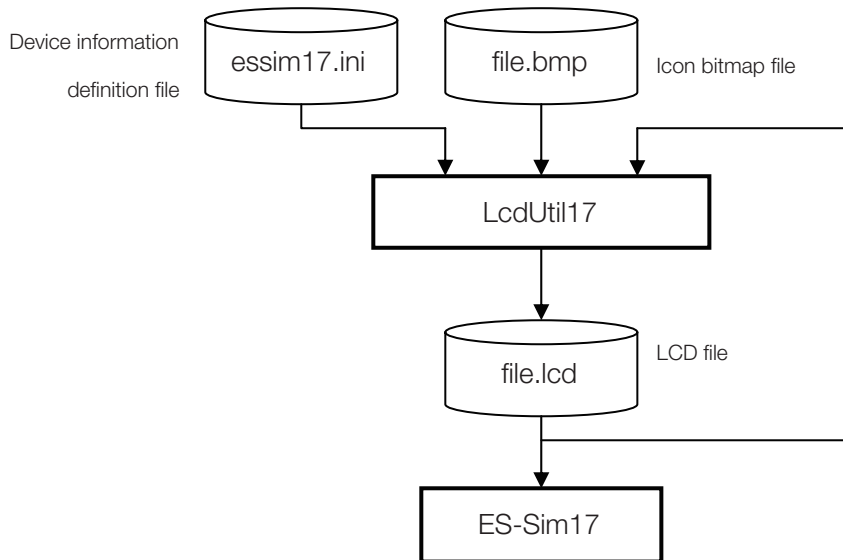 Device information
definition file
essim17.ini
file.bmp
Icon bitmap file
LcdUtil17
file.lcd
LCD file
ES-Sim17